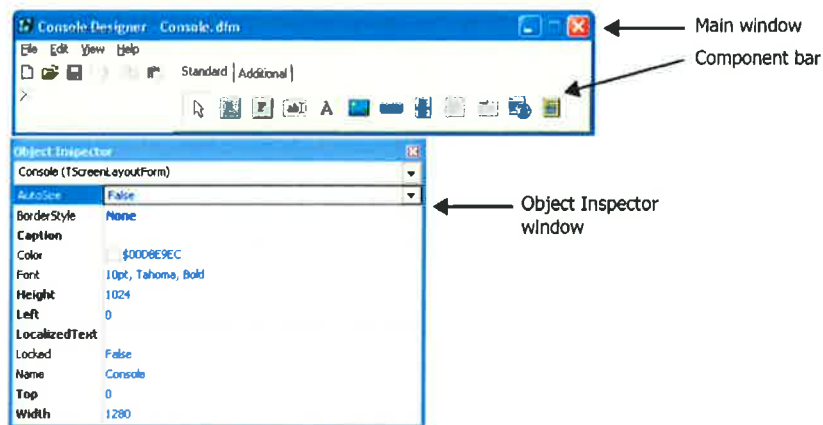 Console Designer - Console.dfm
Main window
File Edit View Help
Component bar
Standard Additional
A
Object Inspector
Console (TScreenLayoutForm)
AutoSize False
Object Inspector
window
BorderStyle None
Caption
Color $00D8E9EC
Font 10pt, Tahoma, Bold
Height 1024
Left 0
LocalizedText
Locked False
Name Console
Top 0
Width 1280